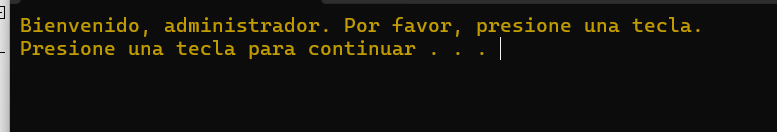 Bienvenido, administrador. Por favor, presione una tecla.
Presione una tecla para continuar . . .